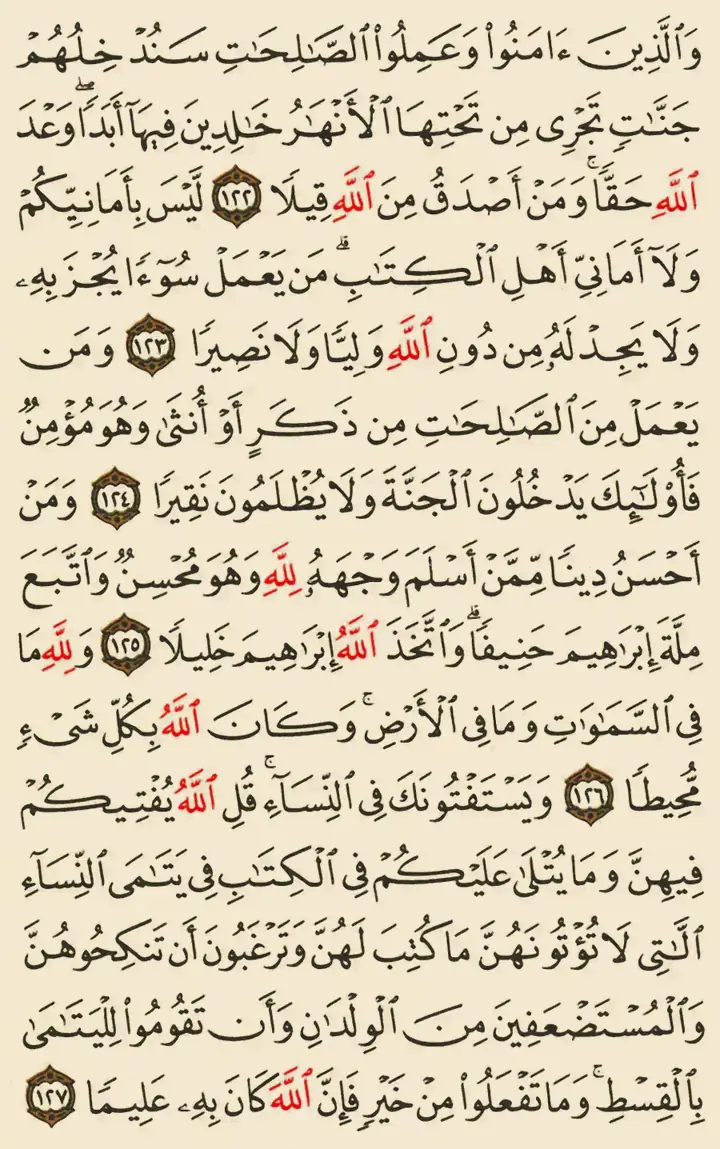 وَٱلَّذِينَ ءَامَنُوا۟ وَعَمِلُوا۟ ٱلصَّـٰلِحَـٰتِ سَنُدْخِلُهُمْ
جَنَّـٰتٍ تَجْرِى مِن تَحْتِهَا ٱلْأَنْهَـٰرُ خَـٰلِدِينَ فِيهَآ أَبَدًا ۖ وَعْدَ
ٱللَّهِ حَقًّا ۚ وَمَنْ أَصْدَقُ مِنَ ٱللَّهِ قِيلًا ١٢٢ لَّيْسَ بِأَمَانِيِّكُمْ
وَلَآ أَمَانِىِّ أَهْلِ ٱلْكِتَـٰبِ ۗ مَن يَعْمَلْ سُوٓءًا يُجْزَ بِهِۦ
وَلَا يَجِدْ لَهُۥ مِن دُونِ ٱللَّهِ وَلِيًّا وَلَا نَصِيرًا ١٢٣ وَمَن
يَعْمَلْ مِنَ ٱلصَّـٰلِحَـٰتِ مِن ذَكَرٍ أَوْ أُنثَىٰ وَهُوَ مُؤْمِنٌ
فَأُو۟لَـٰٓئِكَ يَدْخُلُونَ ٱلْجَنَّةَ وَلَا يُظْلَمُونَ نَقِيرًا ١٢٤ وَمَنْ
أَحْسَنُ دِينًا مِّمَّنْ أَسْلَمَ وَجْهَهُۥ لِلَّهِ وَهُوَ مُحْسِنٌ وَٱتَّبَعَ
مِلَّةَ إِبْرَٰهِيمَ حَنِيفًا ۗ وَٱتَّخَذَ ٱللَّهُ إِبْرَٰهِيمَ خَلِيلًا ١٢٥ وَلِلَّهِ مَا
فِى ٱلسَّمَـٰوَٰتِ وَمَا فِى ٱلْأَرْضِ ۚ وَكَانَ ٱللَّهُ بِكُلِّ شَىْءٍ
مُّحِيطًا ١٢٦ وَيَسْتَفْتُونَكَ فِى ٱلنِّسَآءِ ۖ قُلِ ٱللَّهُ يُفْتِيكُمْ
فِيهِنَّ وَمَا يُتْلَىٰ عَلَيْكُمْ فِى ٱلْكِتَـٰبِ فِى يَتَـٰمَى ٱلنِّسَآءِ
ٱلَّـٰتِى لَا تُؤْتُونَهُنَّ مَا كُتِبَ لَهُنَّ وَتَرْغَبُونَ أَن تَنكِحُوهُنَّ
وَٱلْمُسْتَضْعَفِينَ مِنَ ٱلْوِلْدَٰنِ وَأَن تَقُومُوا۟ لِلْيَتَـٰمَىٰ
بِٱلْقِسْطِ ۚ وَمَا تَفْعَلُوا۟ مِنْ خَيْرٍ فَإِنَّ ٱللَّهَ كَانَ بِهِۦ عَلِيمًا ١٢٧